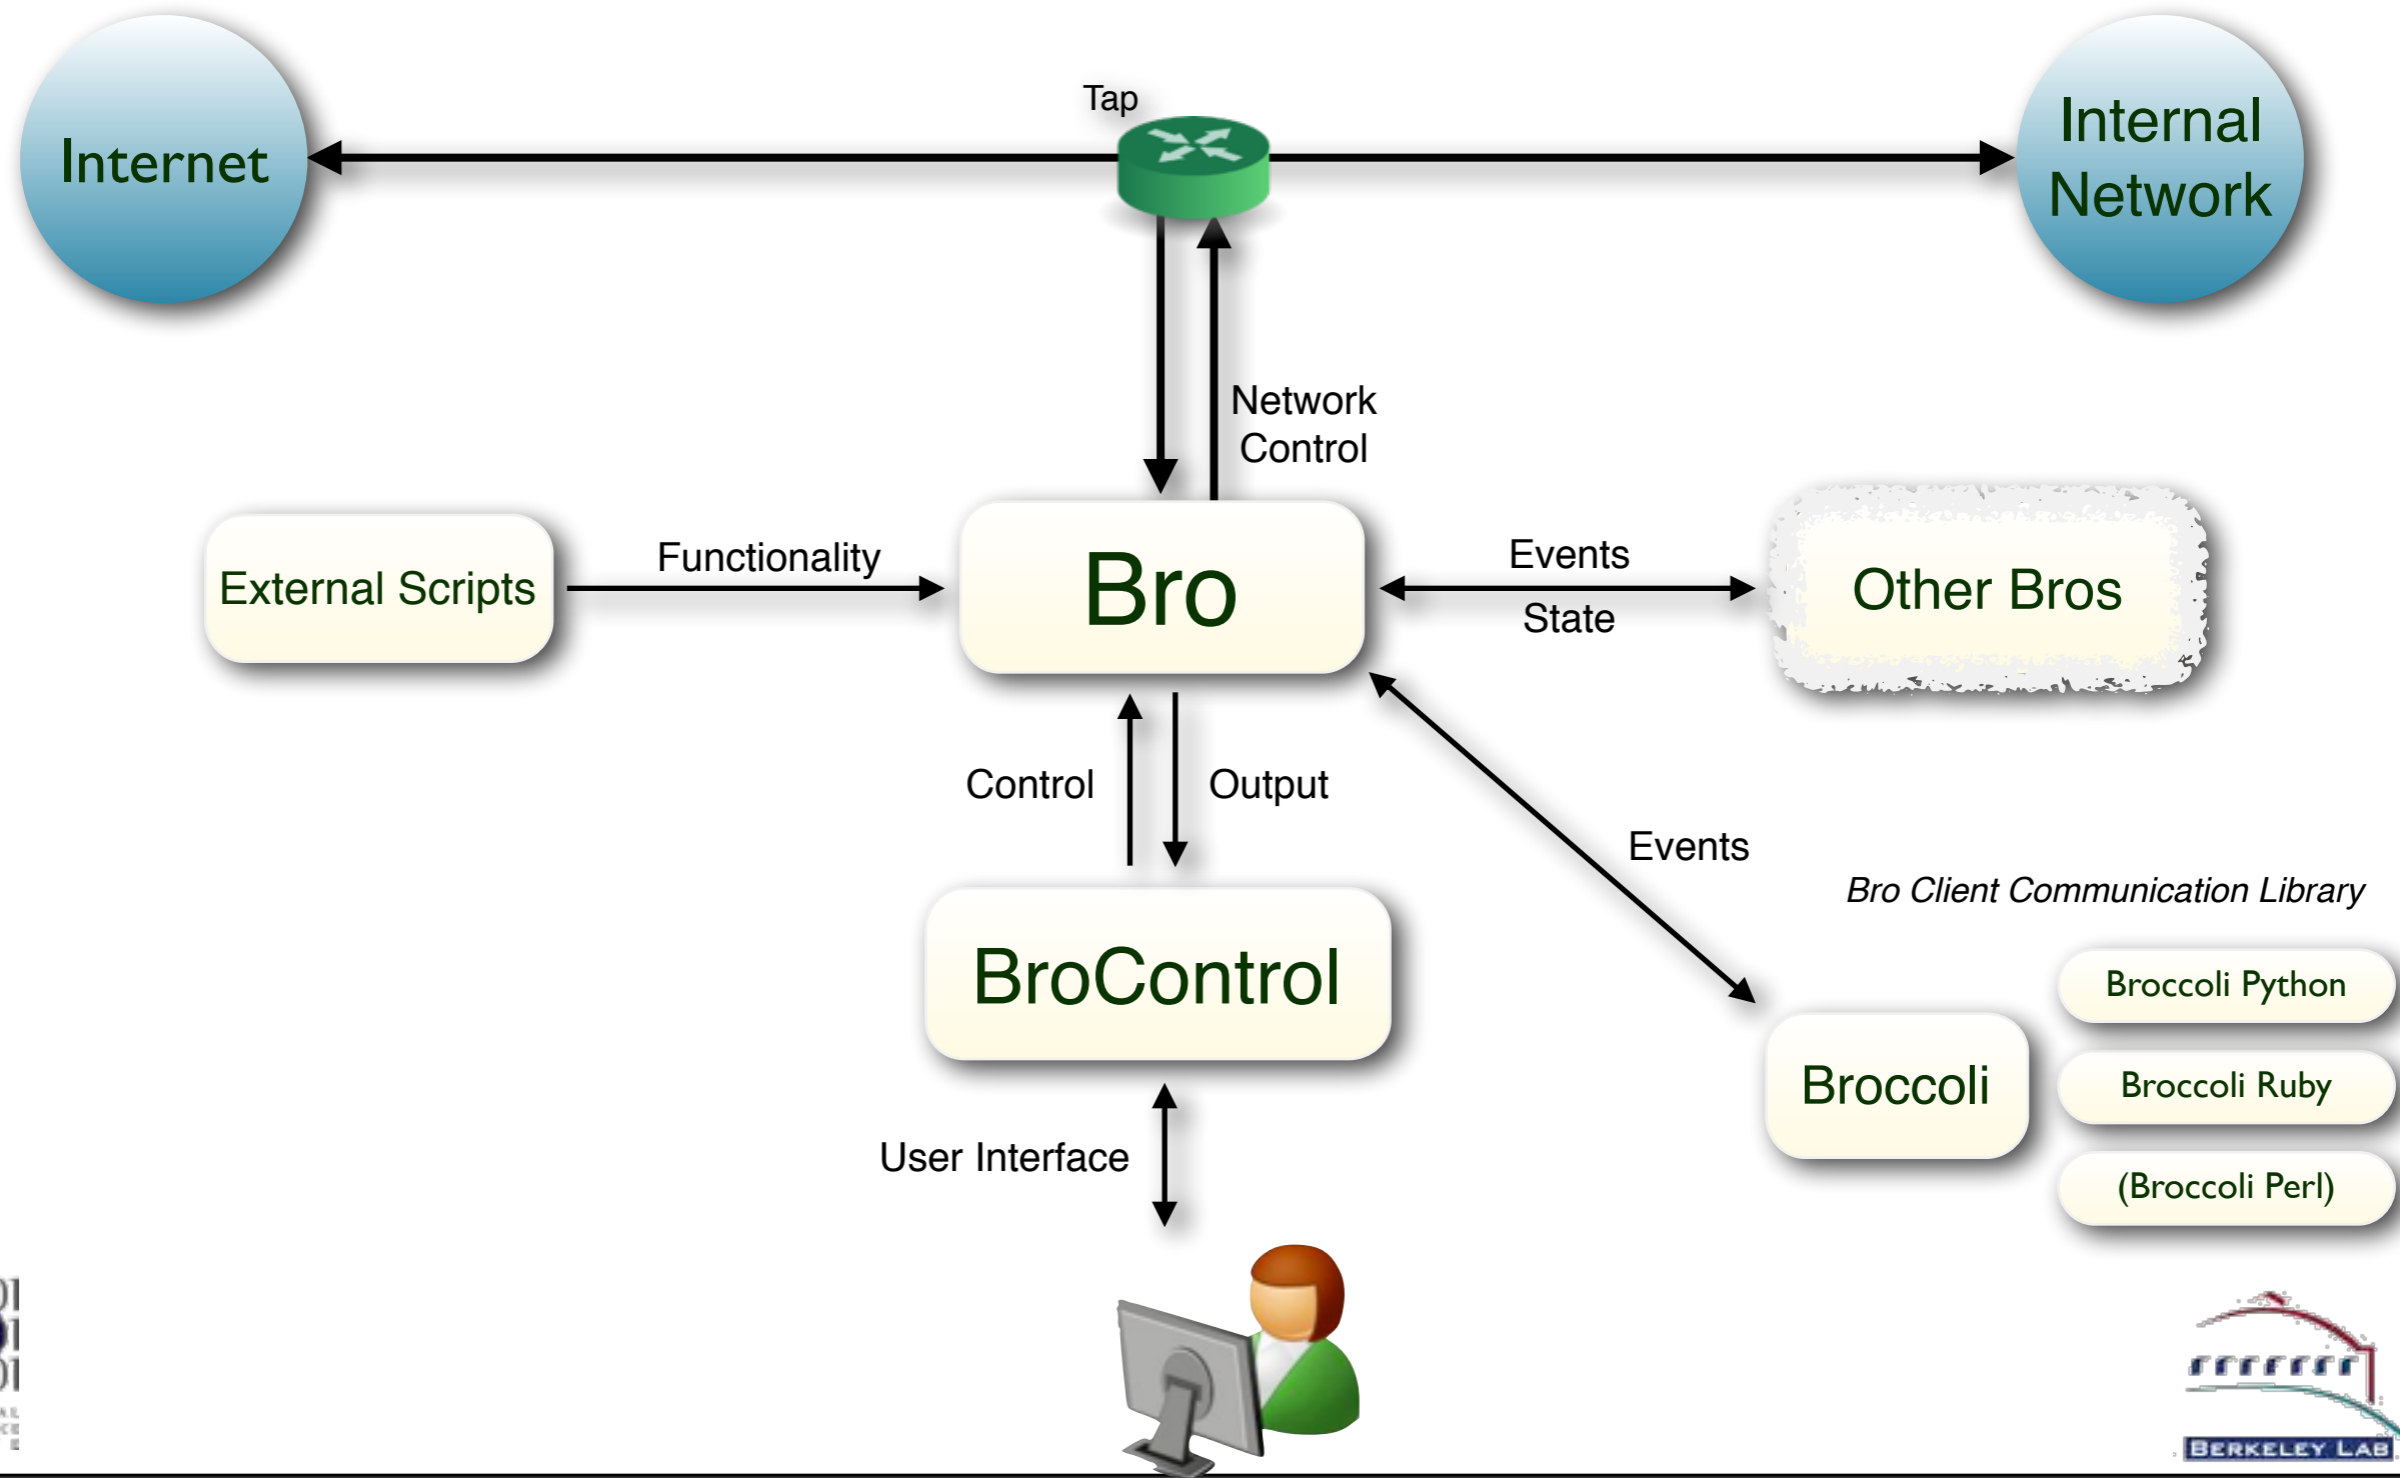 Tap
Internet
Internal
Network
Network
Control
External Scripts
Functionality
Bro
Events
State
Other Bros
Control
Output
Events
Bro Client Communication Library
BroControl
Broccoli Python
Broccoli
Broccoli Ruby
(Broccoli Perl)
User Interface
BERKELEY LAB